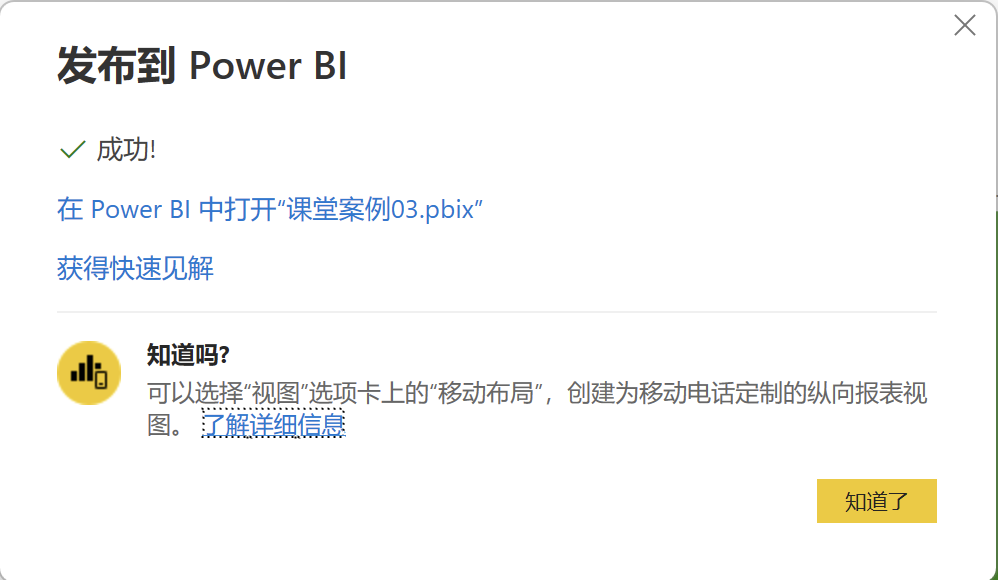 发布到 Power BI
成功!
在 Power BI 中打开“课堂案例03.pbix”
获得快速见解
知道吗?
可以选择“视图”选项卡上的“移动布局”，创建为移动电话定制的纵向报表视
图。 了解详细信息
知道了